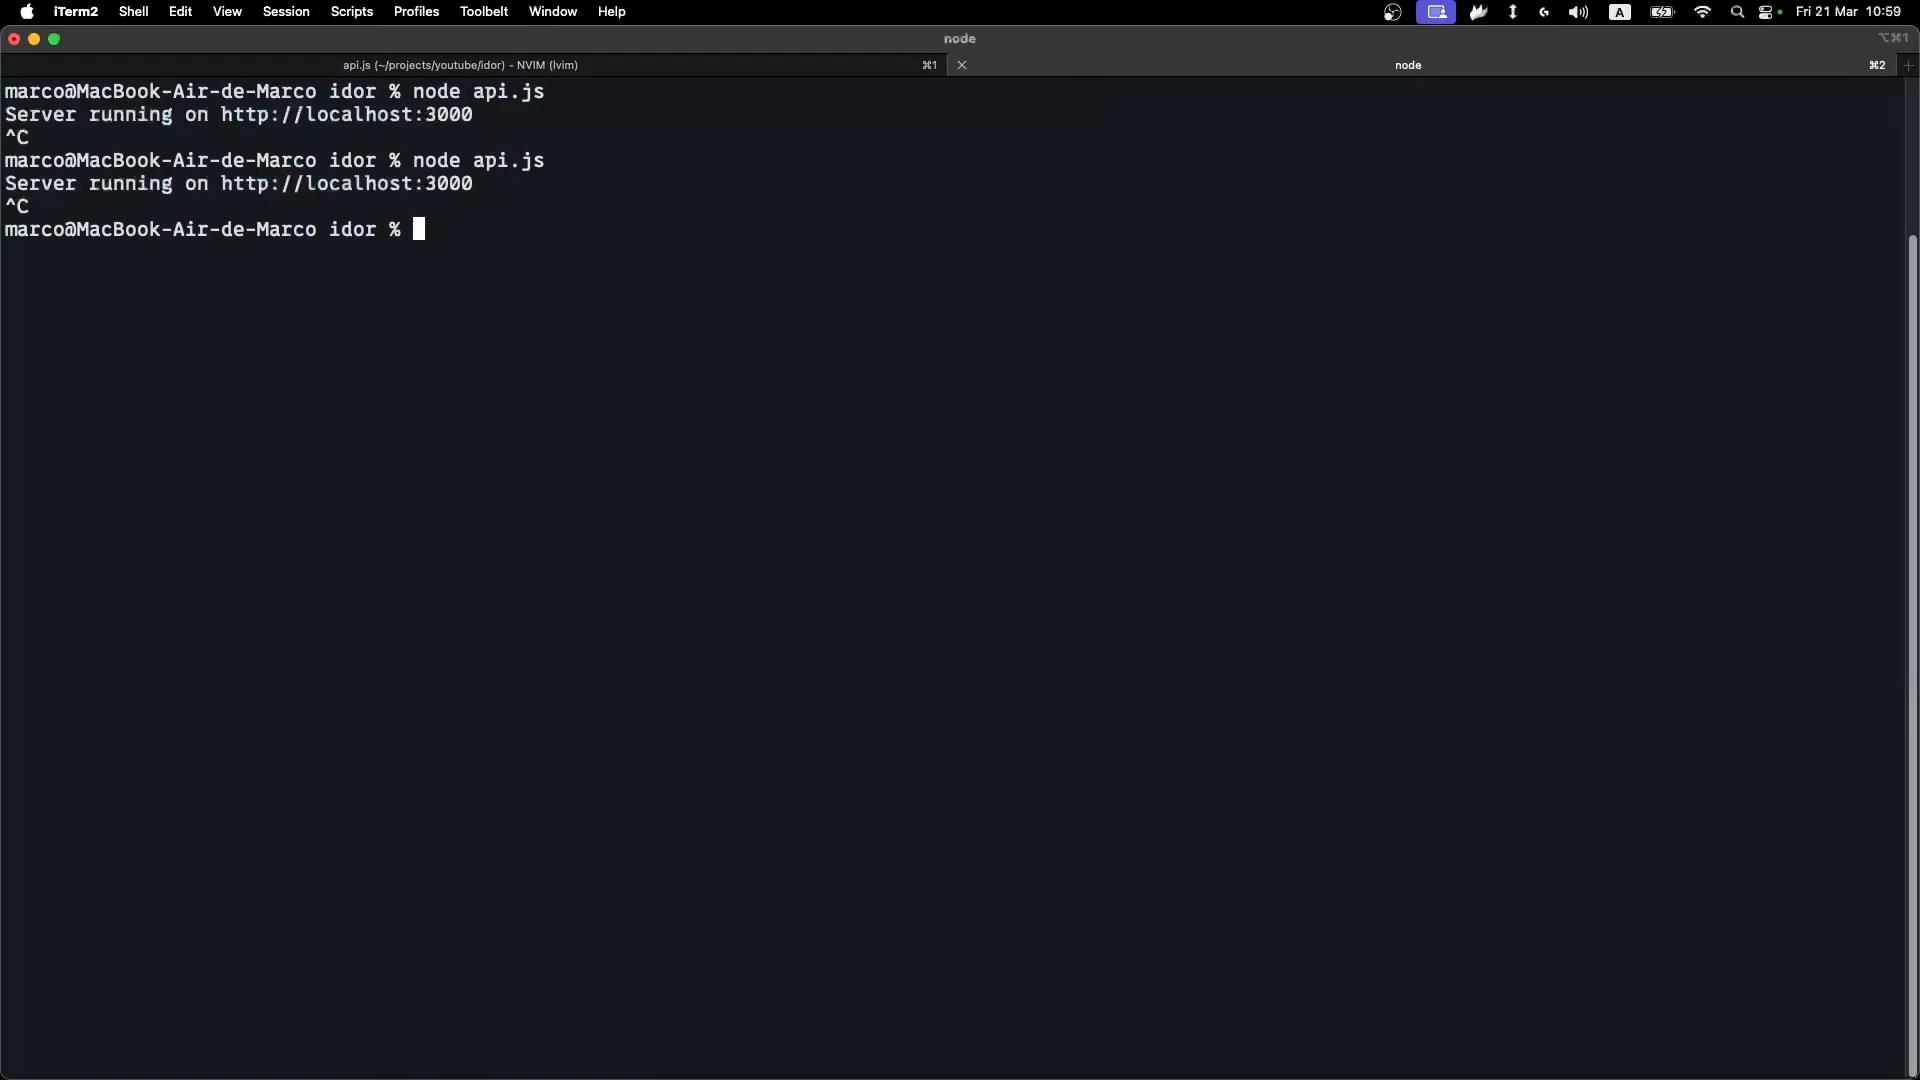 iTerm2 Shell Edit View Session Scripts Profiles Toolbelt Window Help A Fri 21 Mar 10:59
node ⌥⌘1
api.js (~/projects/youtube/idor) - NVIM (lvim) ⌘1 node ⌘2
marco@MacBook-Air-de-Marco idor % node api.js
Server running on http://localhost:3000
^C
marco@MacBook-Air-de-Marco idor % node api.js
Server running on http://localhost:3000
^C
marco@MacBook-Air-de-Marco idor %